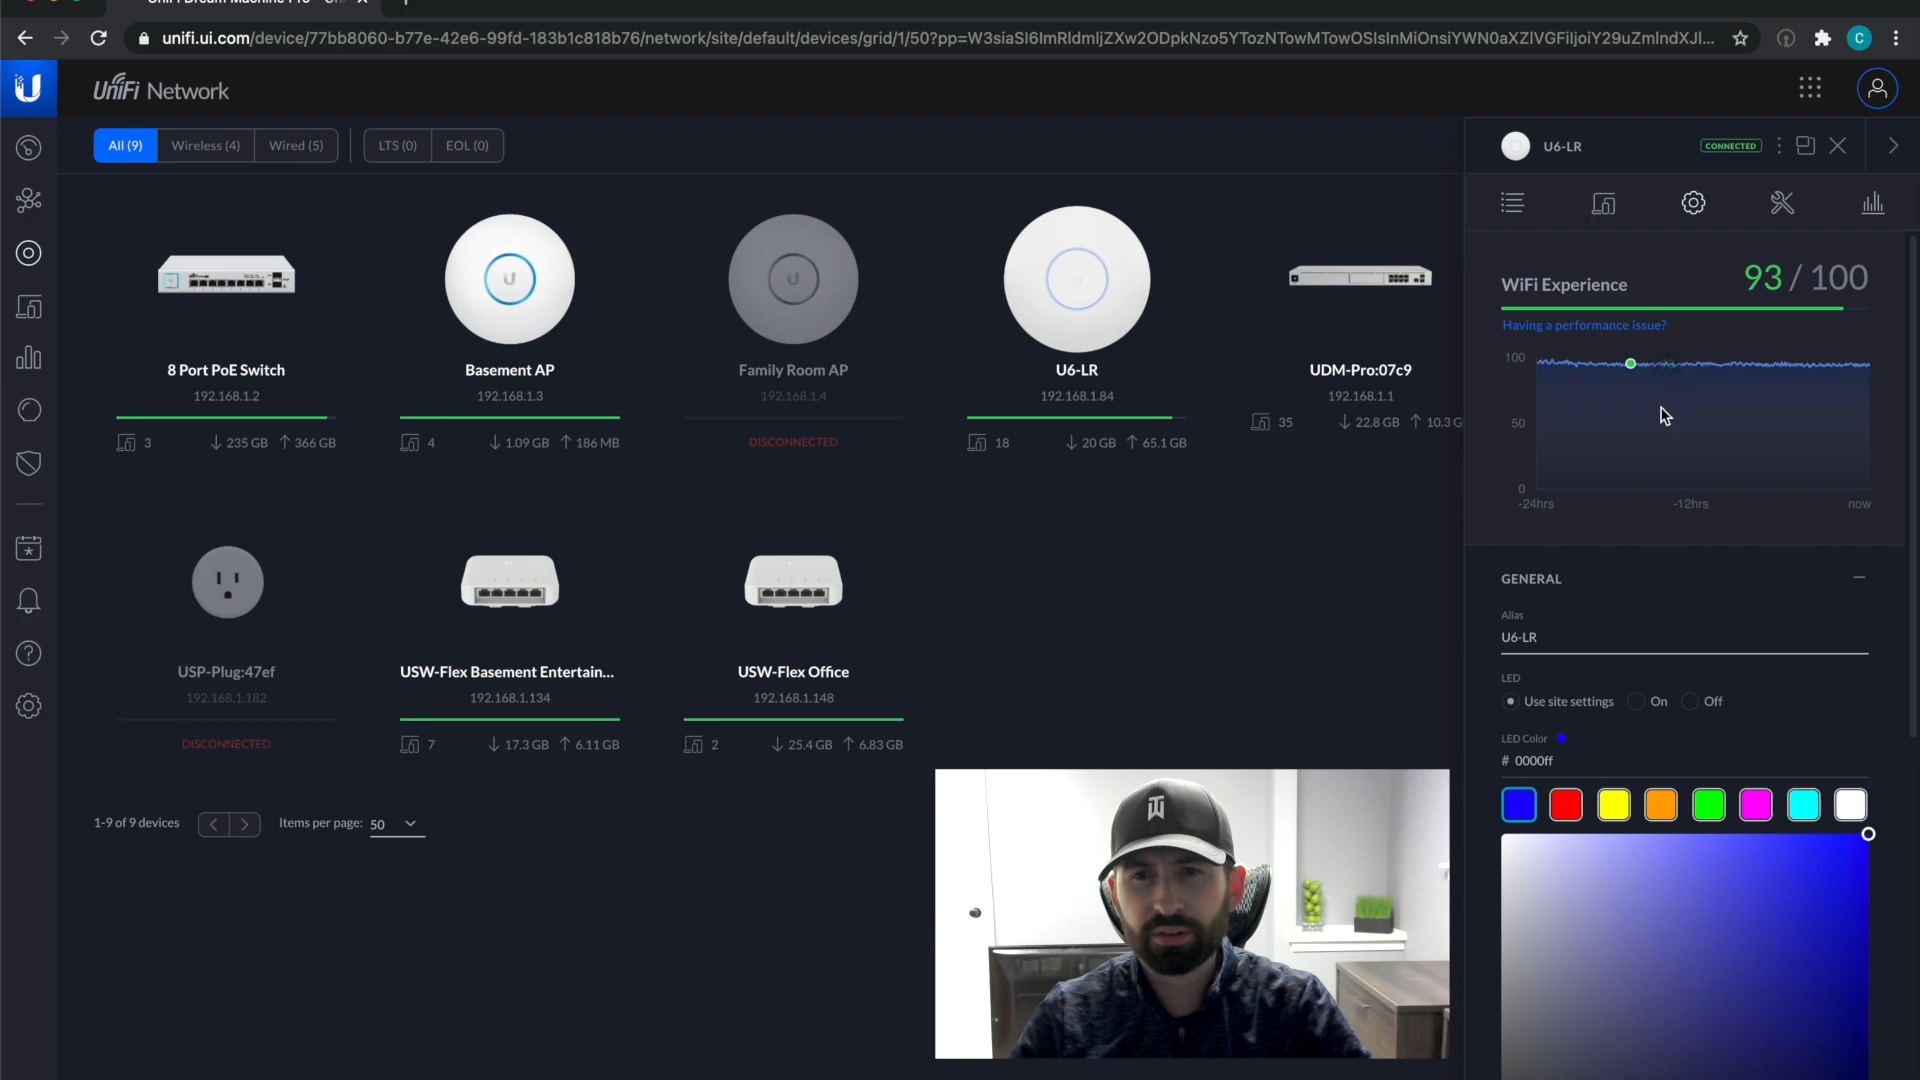 unifi.ui.com/device/77bb8060-b77e-42e6-99fd-183b1c818b76/network/site/default/devices/grid/1/50?pp=
C
UniFi Network
All (9)
Wireless (4)
Wired (5)
LTS (0)
EOL (0)
U6-LR
CONNECTED
WiFi Experience
93 / 100
Having a performance issue?
100
50
0
-24hrs
-12hrs
now
8 Port PoE Switch
192.168.1.2
3
↓ 235 GB ↑ 366 GB
Basement AP
192.168.1.3
4
↓ 1.09 GB ↑ 186 MB
Family Room AP
192.168.1.4
DISCONNECTED
U6-LR
192.168.1.84
18
↓ 20 GB ↑ 65.1 GB
UDM-Pro:07c9
192.168.1.1
35
↓ 22.8 GB ↑ 10.3 G
USP-Plug:47ef
192.168.1.182
DISCONNECTED
USW-Flex Basement Entertain...
192.168.1.134
7
↓ 17.3 GB ↑ 6.11 GB
USW-Flex Office
192.168.1.148
2
↓ 25.4 GB ↑ 6.83 GB
1-9 of 9 devices
Items per page: 50
GENERAL
Alias
U6-LR
LED
Use site settings
On
Off
LED Color
# 0000ff